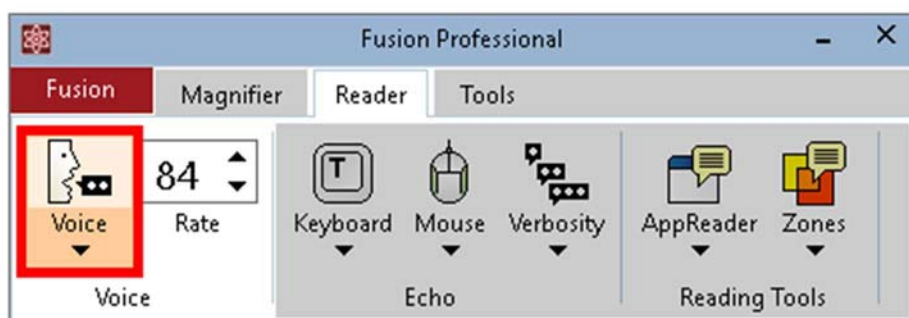 Fusion Professional
Fusion Magnifier Reader Tools
84
T
Voice Rate Keyboard Mouse Verbosity AppReader Zones
Voice Echo Reading Tools